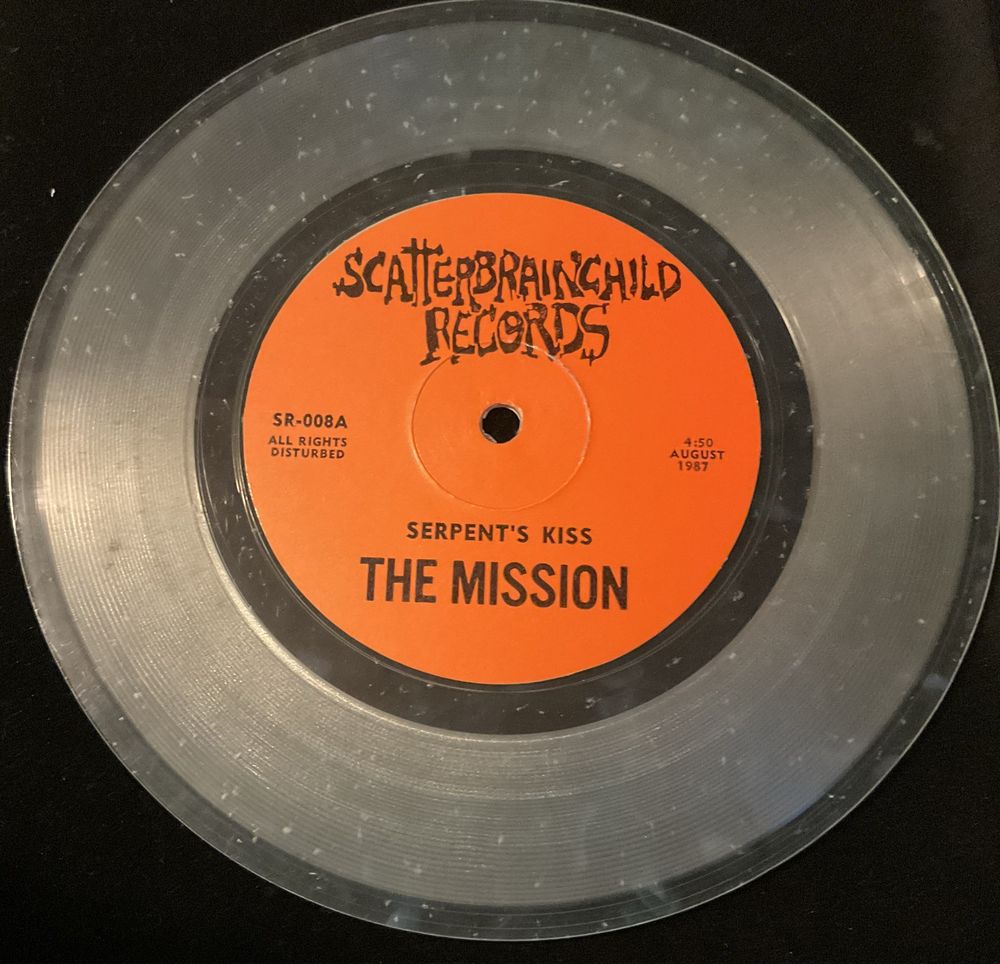 SCATTERBRAINCHILD
RECORDS
SR-008A
ALL RIGHTS
DISTURBED
4:50
AUGUST
1987
SERPENT'S KISS
THE MISSION